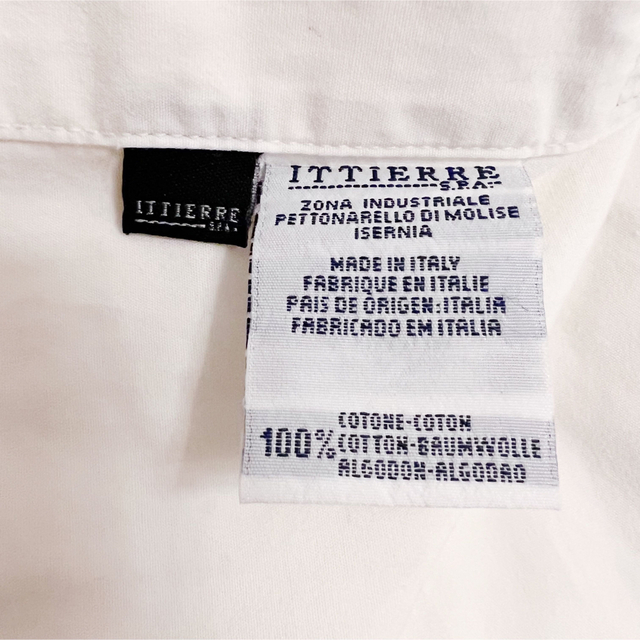 ITTIERRE
S.P.A.
ITTIERRE
S.P.A.
ZONA INDUSTRIALE
PETTONARELLO DI MOLISE
ISERNIA
MADE IN ITALY
FABRIQUE EN ITALIE
PAIS DE ORIGEN: ITALIA
FABRICADO EM ITALIA
COTONE-COTON
100% COTTON-BAUMWOLLE
ALGODON-ALGODAO